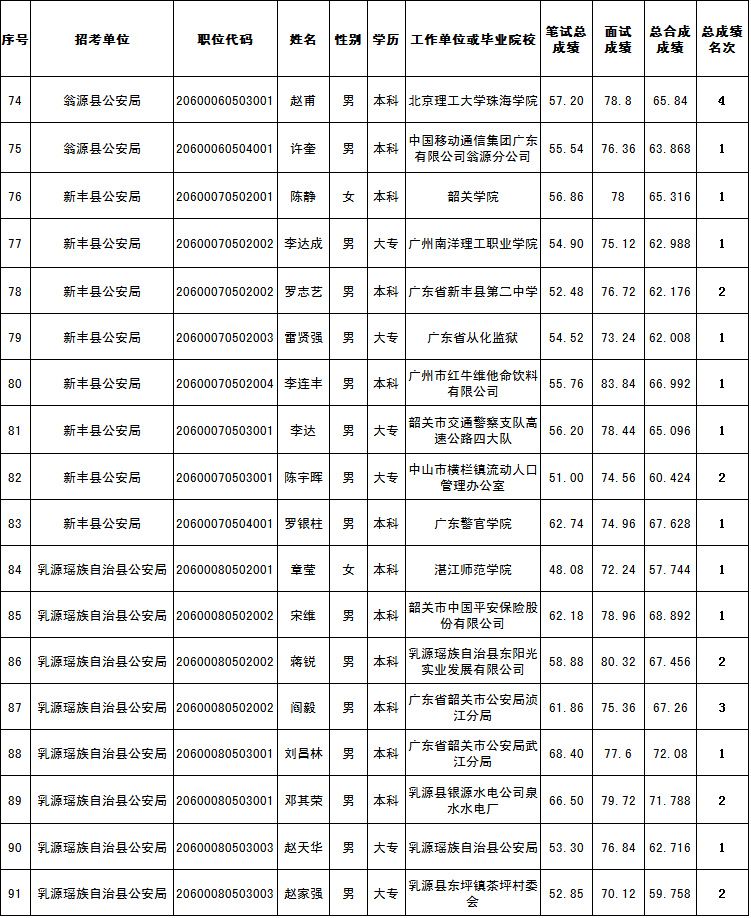 序号 招考单位 职位代码 姓名 性别 学历 工作单位或毕业院校 笔试总成绩 面试成绩 总合成成绩 总成绩名次
74 翁源县公安局 20600060503001 赵甫 男 本科 北京理工大学珠海学院 57.20 78.8 65.84 4
75 翁源县公安局 20600060504001 许奎 男 本科 中国移动通信集团广东有限公司翁源分公司 55.54 76.36 63.868 1
76 新丰县公安局 20600070502001 陈静 女 本科 韶关学院 56.86 78 65.316 1
77 新丰县公安局 20600070502002 李达成 男 大专 广州南洋理工职业学院 54.90 75.12 62.988 1
78 新丰县公安局 20600070502002 罗志艺 男 本科 广东省新丰县第二中学 52.48 76.72 62.176 2
79 新丰县公安局 20600070502003 雷贤强 男 大专 广东省从化监狱 54.52 73.24 62.008 1
80 新丰县公安局 20600070502004 李连丰 男 本科 广州市红牛维他命饮料有限公司 55.76 83.84 66.992 1
81 新丰县公安局 20600070503001 李达 男 大专 韶关市交通警察支队高速公路四大队 56.20 78.44 65.096 1
82 新丰县公安局 20600070503001 陈宇晖 男 大专 中山市横栏镇流动人口管理办公室 51.00 74.56 60.424 2
83 新丰县公安局 20600070504001 罗银柱 男 本科 广东警官学院 62.74 74.96 67.628 1
84 乳源瑶族自治县公安局 20600080502001 章莹 女 本科 湛江师范学院 48.08 72.24 57.744 1
85 乳源瑶族自治县公安局 20600080502002 宋维 男 本科 韶关市中国平安保险股份有限公司 62.18 78.96 68.892 1
86 乳源瑶族自治县公安局 20600080502002 蒋锐 男 本科 乳源瑶族自治县东阳光实业发展有限公司 58.88 80.32 67.456 2
87 乳源瑶族自治县公安局 20600080502002 阎毅 男 本科 广东省韶关市公安局浈江分局 61.86 75.36 67.26 3
88 乳源瑶族自治县公安局 20600080503001 刘昌林 男 本科 广东省韶关市公安局武江分局 68.40 77.6 72.08 1
89 乳源瑶族自治县公安局 20600080503001 邓其荣 男 本科 乳源县银源水电公司泉水水电厂 66.50 79.72 71.788 2
90 乳源瑶族自治县公安局 20600080503003 赵天华 男 大专 乳源瑶族自治县公安局 53.30 76.84 62.716 1
91 乳源瑶族自治县公安局 20600080503003 赵家强 男 大专 乳源县东坪镇茶坪村委会 52.85 70.12 59.758 2